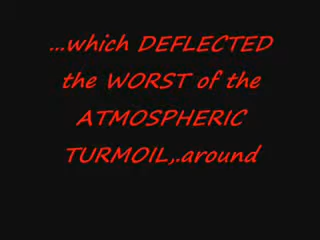 ...which DEFLECTED
the WORST of the
ATMOSPHERIC
TURMOIL,.around